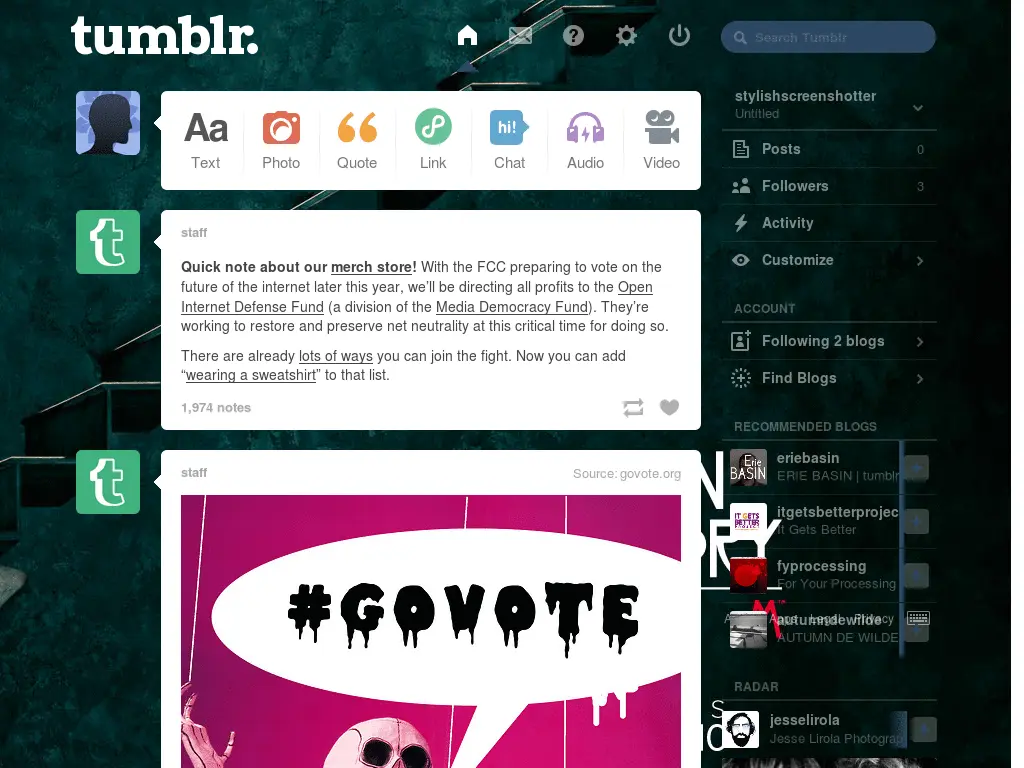 tumblr.
Search Tumblr
Aa
hi!
Text
Photo
Quote
Link
Chat
Audio
Video
stylishscreenshotter
Untitled
Posts 0
Followers 3
Activity
Customize
ACCOUNT
Following 2 blogs
Find Blogs
RECOMMENDED BLOGS
Erie
BASIN
eriebasin
ERIE BASIN | tumblr
IT GETS
BETTER
PROJECT
itgetsbetterprojec
It Gets Better
fyprocessing
For Your Processing
autumndewilde
AUTUMN DE WILDE
Apps Legal Privacy
RADAR
jesselirola
Jesse Lirola Photograp
staff
Quick note about our merch store! With the FCC preparing to vote on the
future of the internet later this year, we’ll be directing all profits to the Open
Internet Defense Fund (a division of the Media Democracy Fund). They’re
working to restore and preserve net neutrality at this critical time for doing so.
There are already lots of ways you can join the fight. Now you can add
“wearing a sweatshirt” to that list.
1,974 notes
staff
Source: govote.org
#GOVOTE